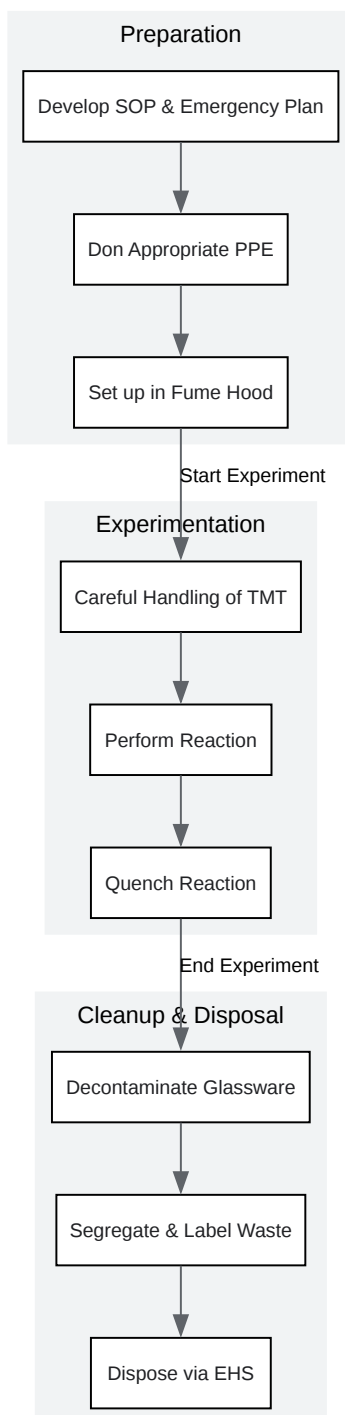 Preparation
Develop SOP & Emergency Plan
Don Appropriate PPE
Set up in Fume Hood
Start Experiment
Experimentation
Careful Handling of TMT
Perform Reaction
Quench Reaction
End Experiment
Cleanup & Disposal
Decontaminate Glassware
Segregate & Label Waste
Dispose via EHS